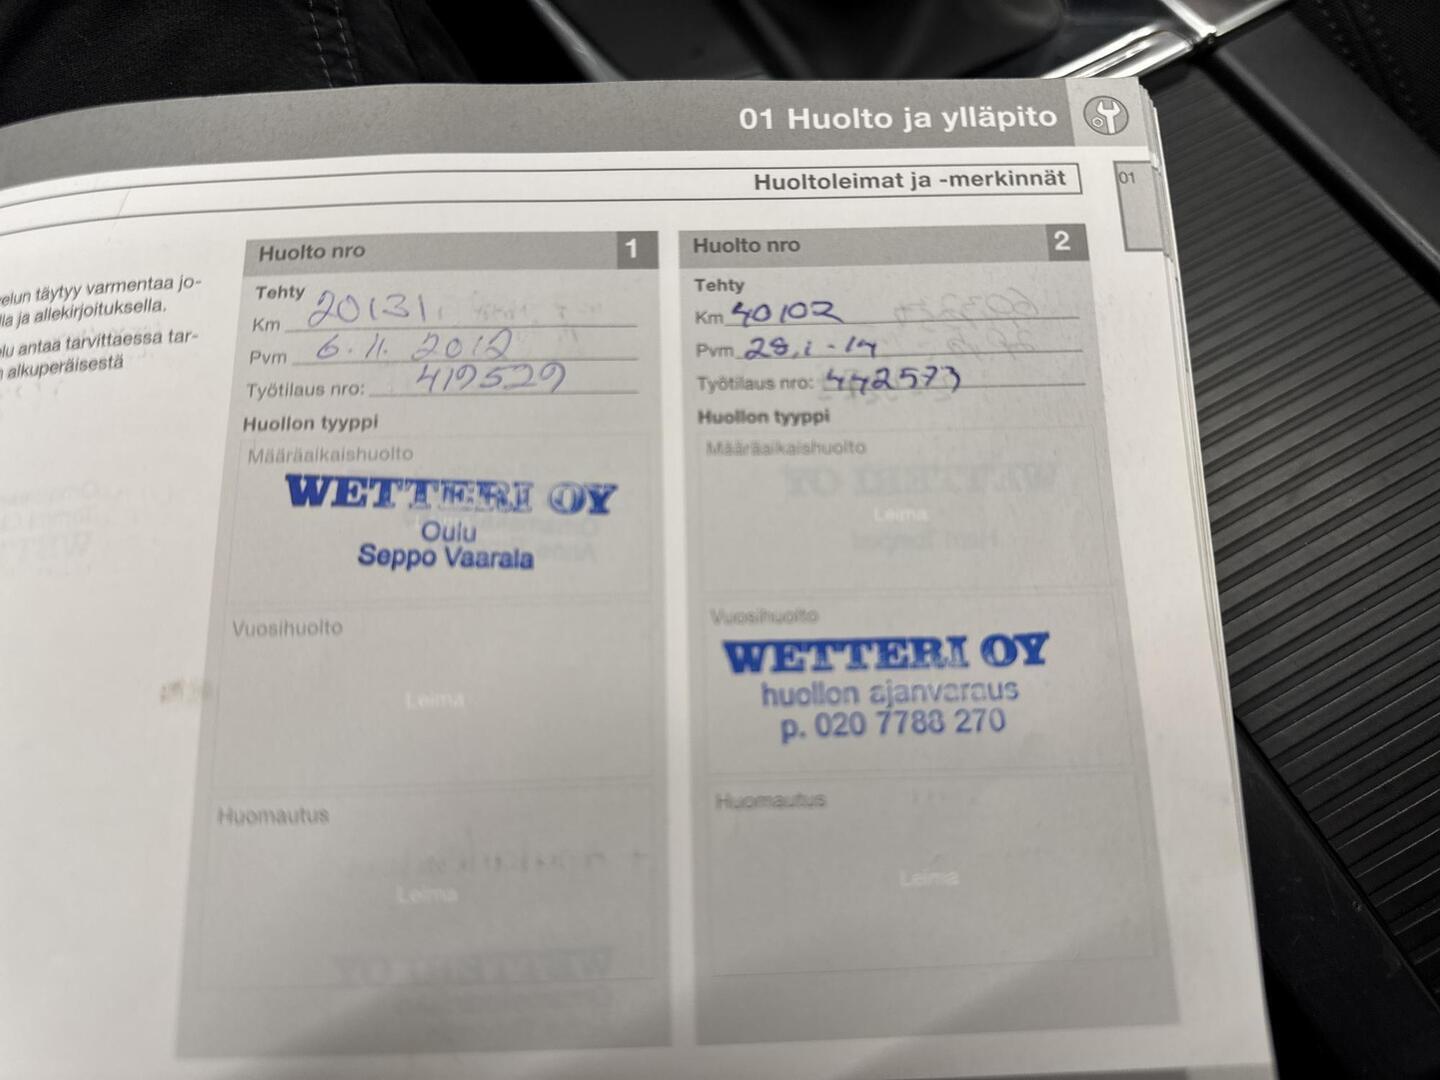 01 Huolto ja ylläpito
Huoltoleimat ja -merkinnät
01
elun täytyy varmentaa jo-
lla ja allekirjoituksella.
lu antaa tarvittaessa tar-
alkuperäisestä
Huolto nro 1
Tehty
Km 20131
Pvm 6.11. 2012
Työtilaus nro: 419529
Huollon tyyppi
Määräaikaishuolto
WETTERI OY
Oulu
Seppo Vaarala
Vuosihuolto
Leima
Huomautus
Leima
Huolto nro 2
Tehty
Km 40102
Pvm 28.1-14
Työtilaus nro: 442573
Huollon tyyppi
Määräaikaishuolto
Leima
Vuosihuolto
WETTERI OY
huollon ajanvaraus
p. 020 7788 270
Huomautus
Leima